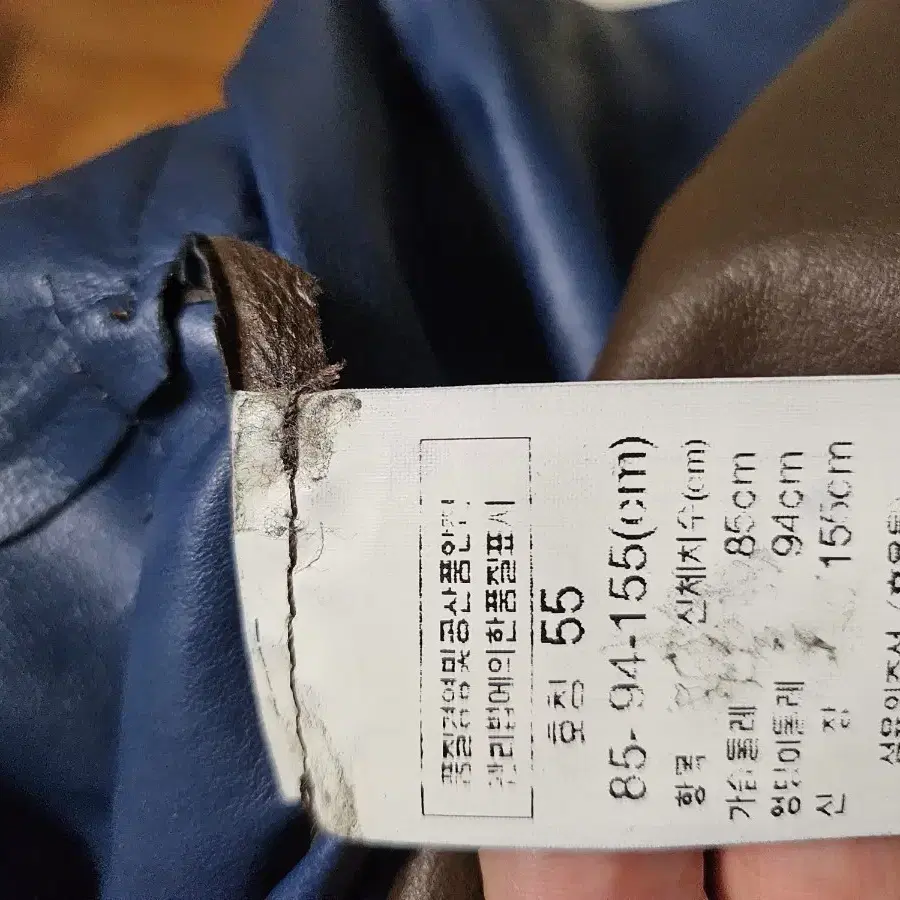 품질경영및공산품안전
관리법에의한품질표시
호칭 55
85- 94-155(cm)
항목 신체치수(cm)
가슴둘레 85cm
엉덩이둘레 94cm
신 장 155cm